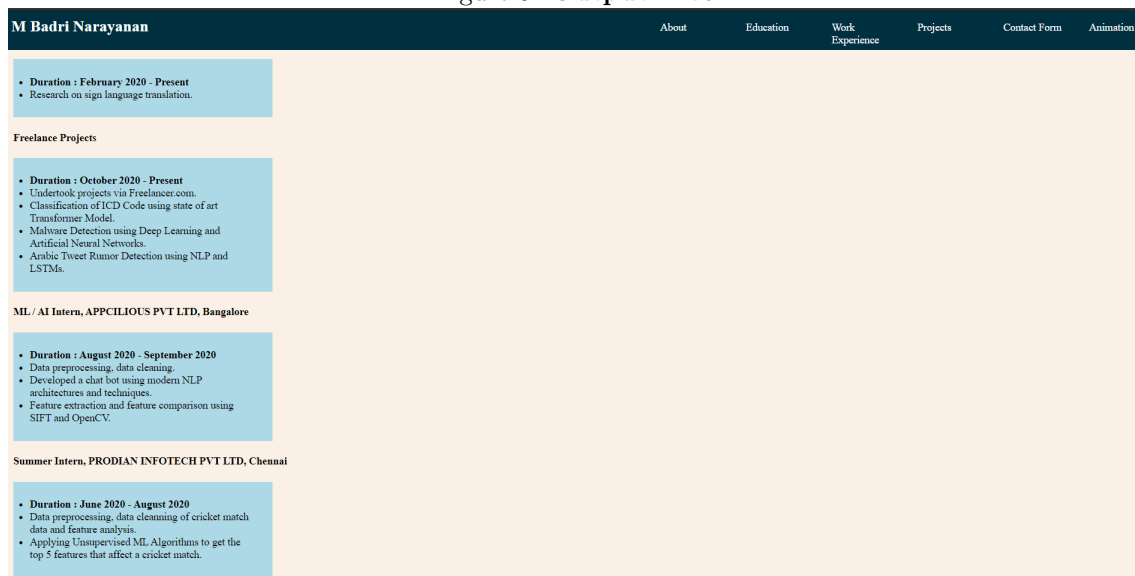 M Badri Narayanan
About Education Work Projects Contact Form Animation
Experience
• Duration : February 2020 - Present
• Research on sign language translation.
Freelance Projects
• Duration : October 2020 - Present
• Undertook projects via Freelancer.com.
• Classification of ICD Code using state of art
Transformer Model.
• Malware Detection using Deep Learning and
Artificial Neural Networks.
• Arabic Tweet Rumor Detection using NLP and
LSTMs.
ML / AI Intern, APPCILIOUS PVT LTD, Bangalore
• Duration : August 2020 - September 2020
• Data preprocessing, data cleaning.
• Developed a chat bot using modern NLP
architectures and techniques.
• Feature extraction and feature comparison using
SIFT and OpenCV.
Summer Intern, PRODIAN INFOTECH PVT LTD, Chennai
• Duration : June 2020 - August 2020
• Data preprocessing, data cleanning of cricket match
data and feature analysis.
• Applying Unsupervised ML Algorithms to get the
top 5 features that affect a cricket match.